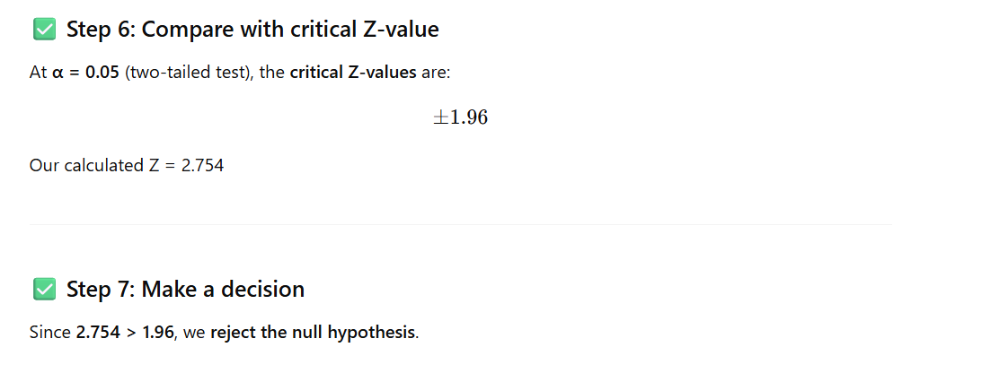 ✅ Step 6: Compare with critical Z-value
At α = 0.05 (two-tailed test), the critical Z-values are:
±1.96
Our calculated Z = 2.754
✅ Step 7: Make a decision
Since 2.754 > 1.96, we reject the null hypothesis.